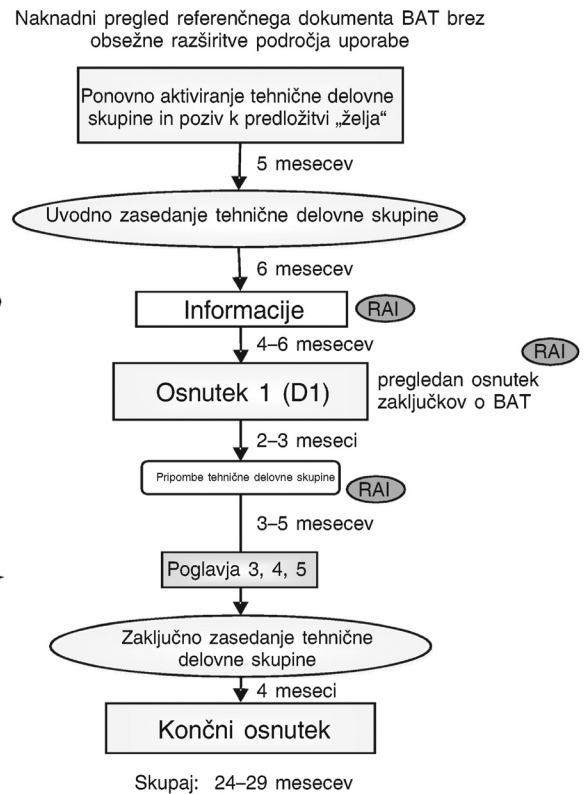 Naknadni pregled referenčnega dokumenta BAT brez
obsežne razširitve področja uporabe
Ponovno aktiviranje tehnične delovne
skupine in poziv k predložitvi „želja“
5 mesecev
Uvodno zasedanje tehnične delovne skupine
6 mesecev
Informacije
RAI
4–6 mesecev
RAI
Osnutek 1 (D1)
pregledan osnutek
zaključkov o BAT
2–3 meseci
Pripombe tehnične delovne skupine
RAI
3–5 mesecev
Poglavja 3, 4, 5
Zaključno zasedanje tehnične
delovne skupine
4 meseci
Končni osnutek
Skupaj: 24–29 mesecev